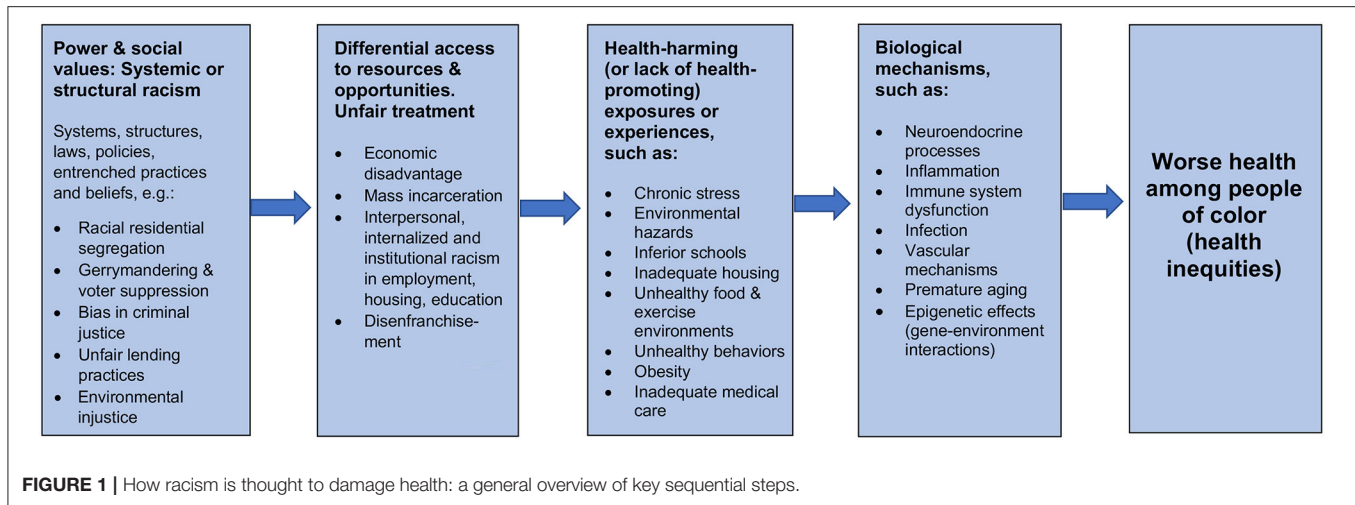 Power & social
values: Systemic or
structural racism
Systems, structures,
laws, policies,
entrenched practices
and beliefs, e.g.:
• Racial residential
segregation
• Gerrymandering &
voter suppression
• Bias in criminal
justice
• Unfair lending
practices
• Environmental
injustice
Differential access
to resources &
opportunities.
Unfair treatment
• Economic
disadvantage
• Mass incarceration
• Interpersonal,
internalized and
institutional racism
in employment,
housing, education
• Disenfranchise-
ment
Health-harming
(or lack of health-
promoting)
exposures or
experiences,
such as:
• Chronic stress
• Environmental
hazards
• Inferior schools
• Inadequate housing
• Unhealthy food &
exercise
environments
• Unhealthy behaviors
• Obesity
• Inadequate medical
care
Biological
mechanisms,
such as:
• Neuroendocrine
processes
• Inflammation
• Immune system
dysfunction
• Infection
• Vascular
mechanisms
• Premature aging
• Epigenetic effects
(gene-environment
interactions)
Worse health
among people
of color
(health
inequities)
FIGURE 1 | How racism is thought to damage health: a general overview of key sequential steps.